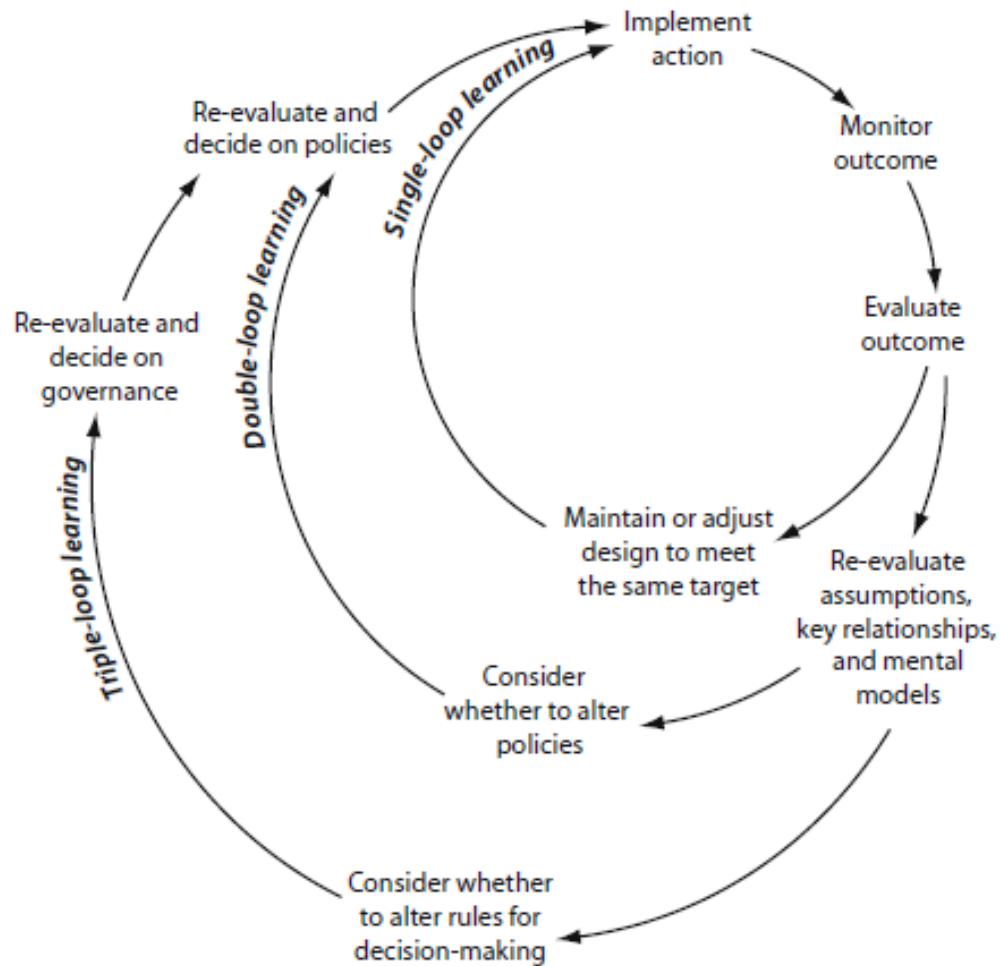 Implement
action
Monitor
outcome
Evaluate
outcome
Maintain or adjust
design to meet
the same target
Single-loop learning
Re-evaluate
assumptions,
key relationships,
and mental
models
Consider
whether to alter
policies
Double-loop learning
Re-evaluate and
decide on policies
Consider whether
to alter rules for
decision-making
Triple-loop learning
Re-evaluate and
decide on
governance